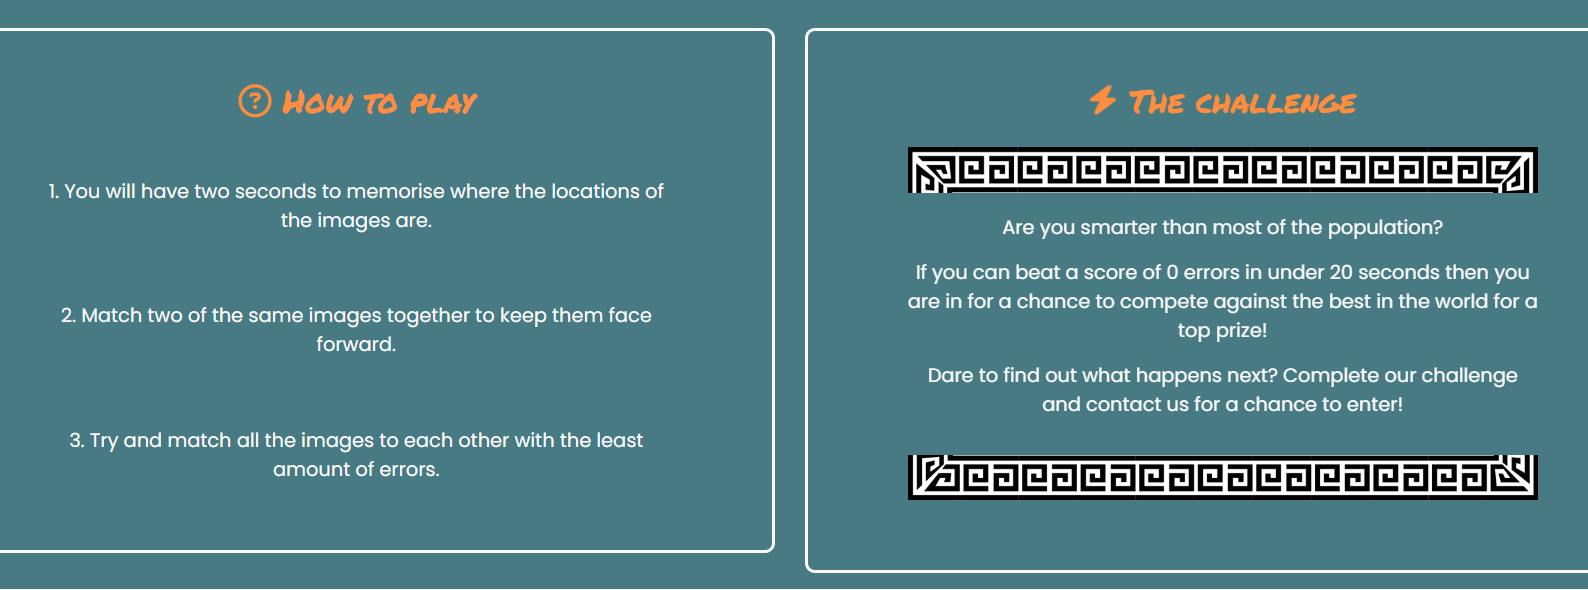 How to play
1. You will have two seconds to memorise where the locations of
the images are.
2. Match two of the same images together to keep them face
forward.
3. Try and match all the images to each other with the least
amount of errors.
The challenge
Are you smarter than most of the population?
If you can beat a score of 0 errors in under 20 seconds then you
are in for a chance to compete against the best in the world for a
top prize!
Dare to find out what happens next? Complete our challenge
and contact us for a chance to enter!